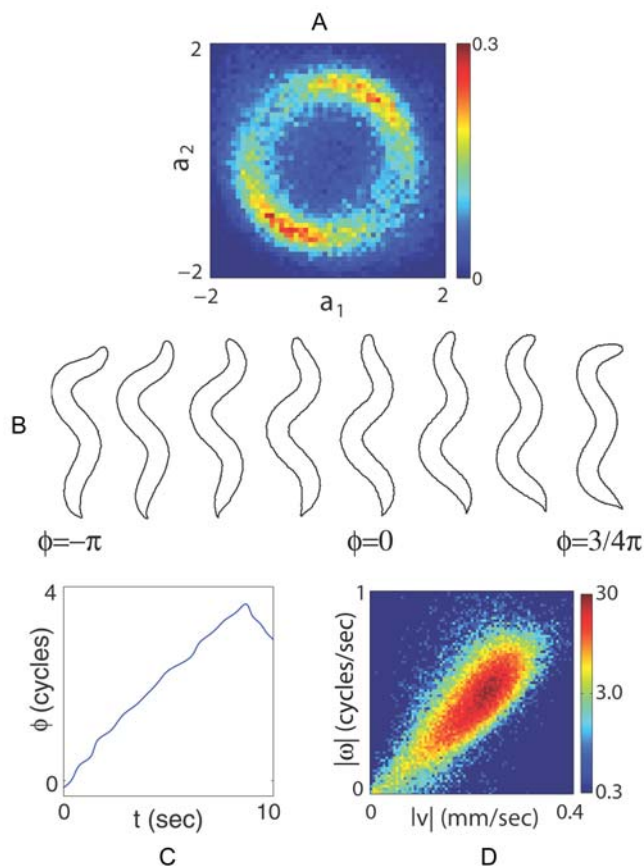 A
2
a₂
−2
−2
a₁
2
0.3
0
B
ϕ=−π
ϕ=0
ϕ=3/4π
4
ϕ (cycles)
0
0
t (sec)
10
C
1
|ω| (cycles/sec)
0
0
|v| (mm/sec)
0.4
30
3.0
0.3
D